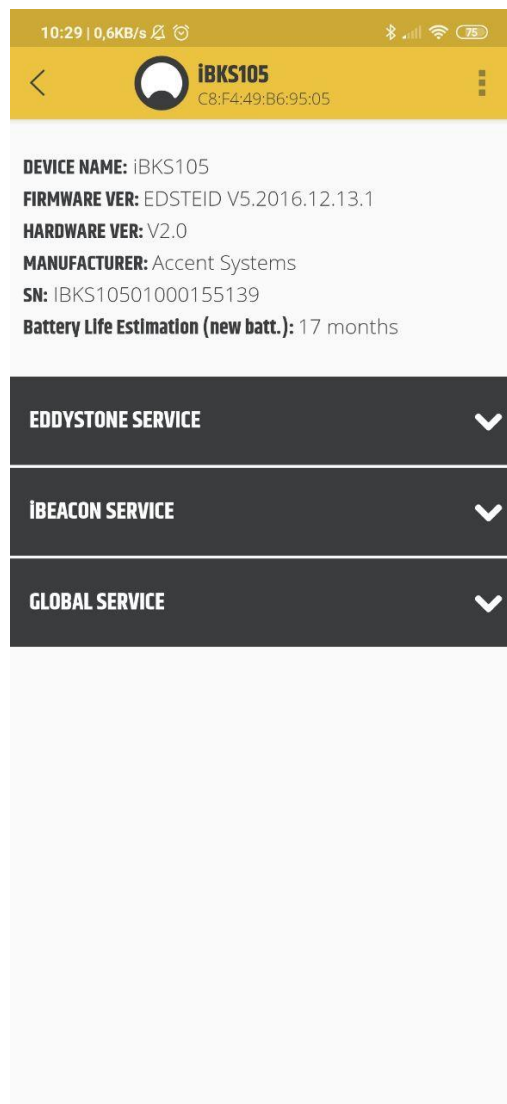 10:29 | 0,6KB/s 75
iBKS105
C8:F4:49:B6:95:05
DEVICE NAME: iBKS105
FIRMWARE VER: EDSTEID V5.2016.12.13.1
HARDWARE VER: V2.0
MANUFACTURER: Accent Systems
SN: IBKS10501000155139
Battery Life Estimation (new batt.): 17 months
EDDYSTONE SERVICE
iBEACON SERVICE
GLOBAL SERVICE